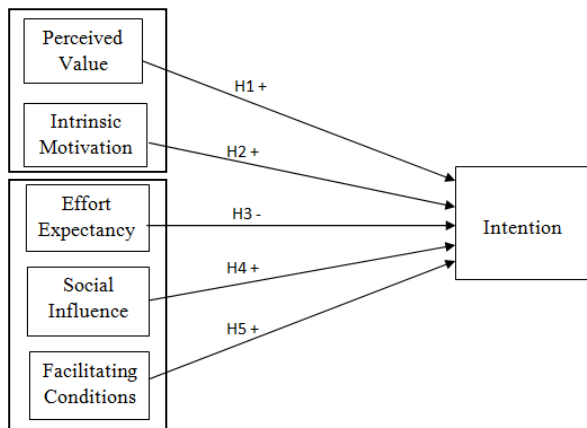 Perceived
Value
H1 +
Intrinsic
Motivation
H2 +
Effort
Expectancy
H3 -
Intention
Social
Influence
H4 +
H5 +
Facilitating
Conditions